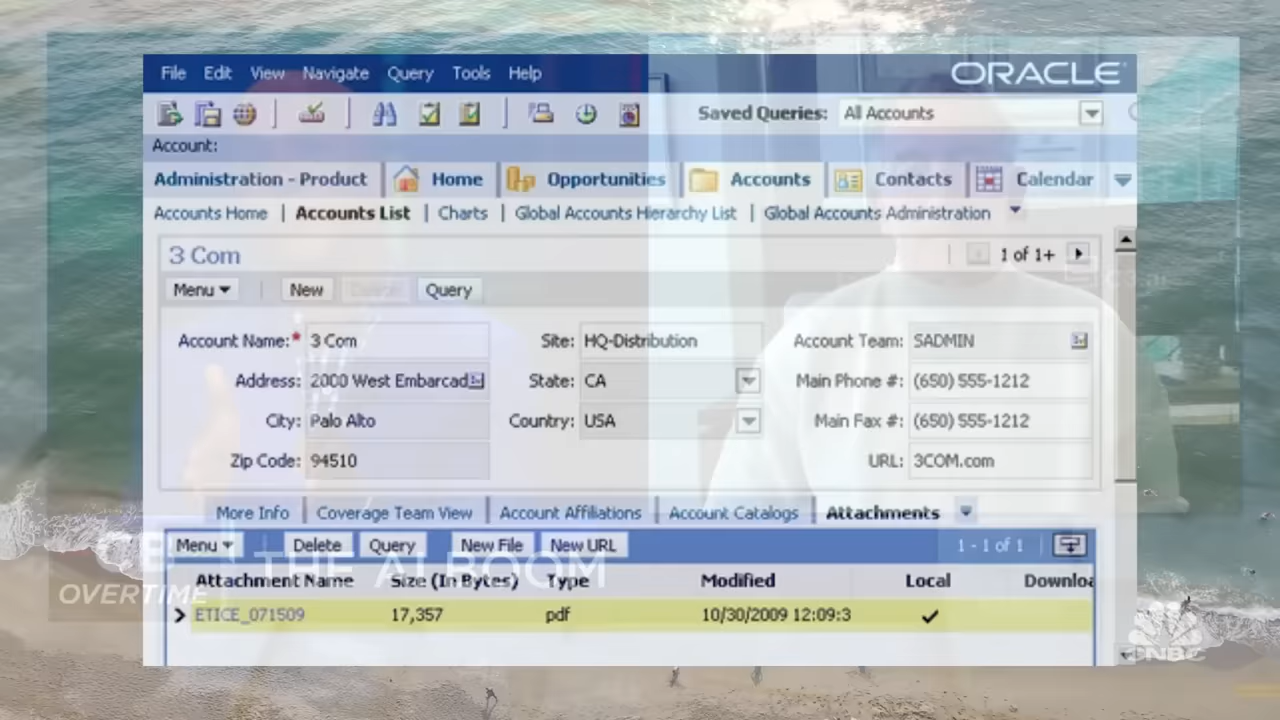 File Edit View Navigate Query Tools Help ORACLE
Saved Queries: All Accounts
Account:
Administration - Product Home Opportunities Accounts Contacts Calendar
Accounts Home | Accounts List | Charts | Global Accounts Hierarchy List | Global Accounts Administration
3 Com 1 of 1+
Menu New Delete Query
Account Name:* 3 Com Site: HQ-Distribution Account Team: SADMIN
Address: 2000 West Embarcad State: CA Main Phone #: (650) 555-1212
City: Palo Alto Country: USA Main Fax #: (650) 555-1212
Zip Code: 94510 URL: 3COM.com
More Info Coverage Team View Account Affiliations Account Catalogs Attachments
Menu Delete Query New File New URL 1 - 1 of 1
THE AI BOOM
Attachment Name Size (In Bytes) Type Modified Local Downloa
OVERTIME
ETICE_071509 17,357 pdf 10/30/2009 12:09:3
CNBC